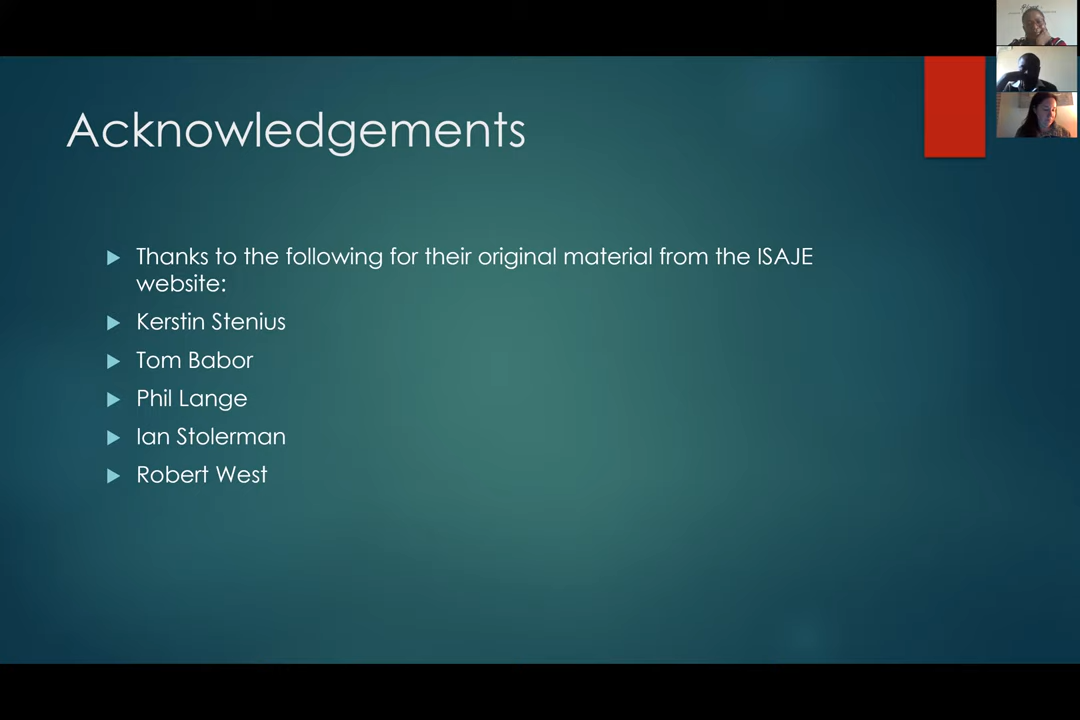 Acknowledgements
Thanks to the following for their original material from the ISAJE
website:
Kerstin Stenius
Tom Babor
Phil Lange
Ian Stolerman
Robert West